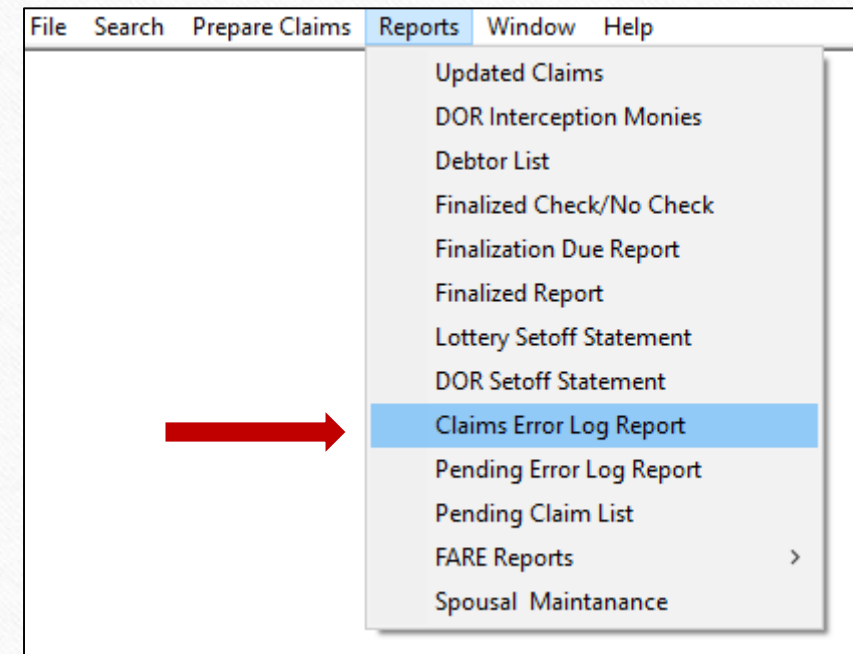 File Search Prepare Claims Reports Window Help
Updated Claims
DOR Interception Monies
Debtor List
Finalized Check/No Check
Finalization Due Report
Finalized Report
Lottery Setoff Statement
DOR Setoff Statement
Claims Error Log Report
Pending Error Log Report
Pending Claim List
FARE Reports >
Spousal Maintanance